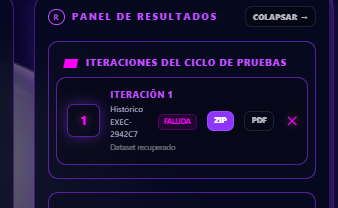 R PANEL DE RESULTADOS COLAPSAR →
ITERACIONES DEL CICLO DE PRUEBAS
ITERACIÓN 1
1 Histórico EXEC-2942C7 FALLIDA ZIP PDF ✕
Dataset recuperado